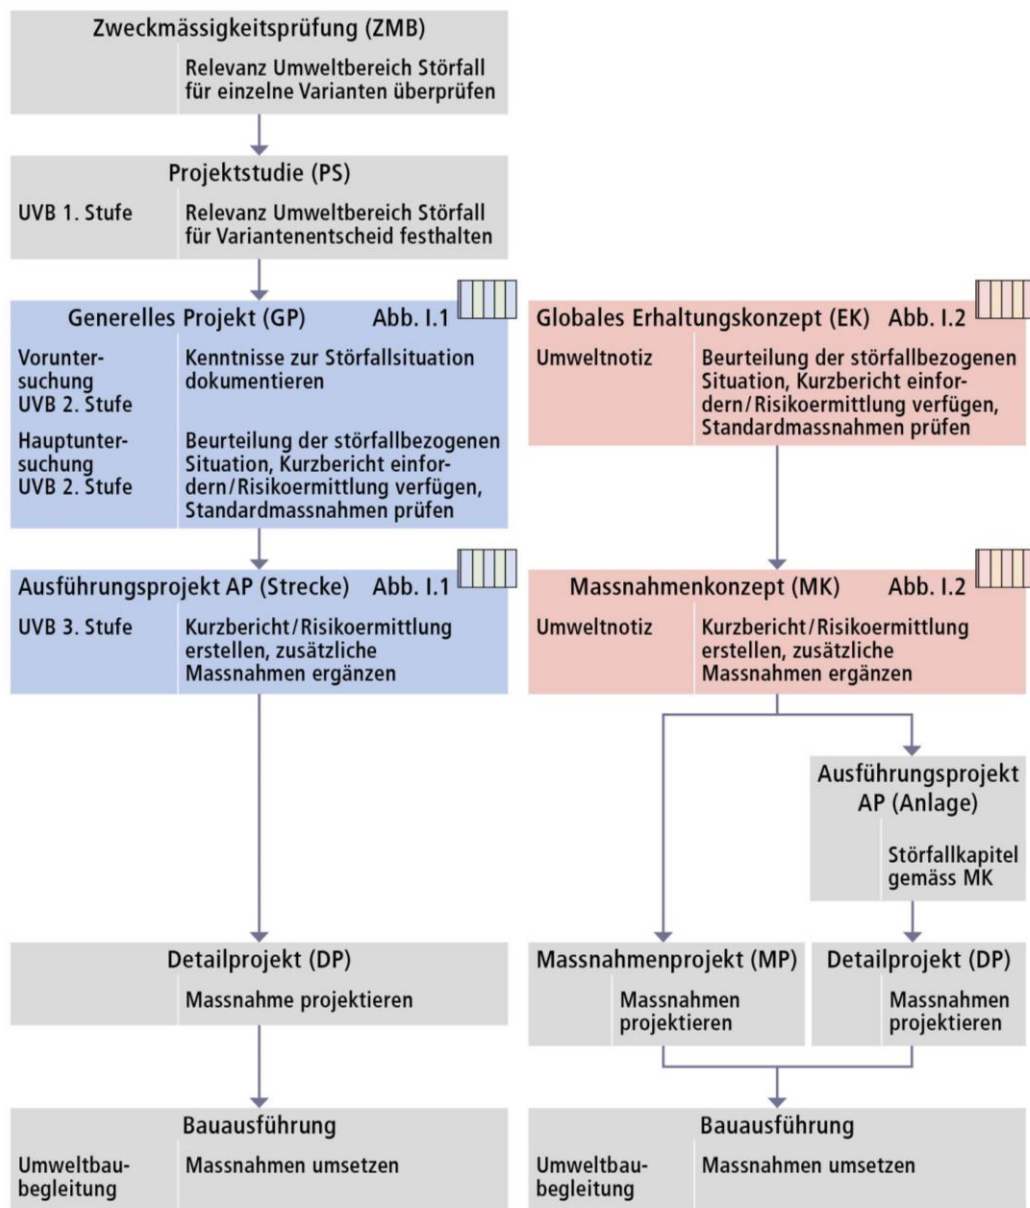 Zweckmässigkeitsprüfung (ZMB)
Relevanz Umweltbereich Störfall
für einzelne Varianten überprüfen
Projektstudie (PS)
UVB 1. Stufe
Relevanz Umweltbereich Störfall
für Variantenentscheid festhalten
Generelles Projekt (GP) Abb. I.1
Vorunter-
suchung
UVB 2. Stufe
Kenntnisse zur Störfallsituation
dokumentieren
Hauptunter-
suchung
UVB 2. Stufe
Beurteilung der störfallbezogenen
Situation, Kurzbericht einfor-
dern/Risikoermittlung verfügen,
Standardmassnahmen prüfen
Ausführungsprojekt AP (Strecke) Abb. I.1
UVB 3. Stufe
Kurzbericht/Risikoermittlung
erstellen, zusätzliche
Massnahmen ergänzen
Detailprojekt (DP)
Massnahme projektieren
Bauausführung
Umweltbau-
begleitung
Massnahmen umsetzen
Globales Erhaltungskonzept (EK) Abb. I.2
Umweltnotiz
Beurteilung der störfallbezogenen
Situation, Kurzbericht einfor-
dern/Risikoermittlung verfügen,
Standardmassnahmen prüfen
Massnahmenkonzept (MK) Abb. I.2
Umweltnotiz
Kurzbericht/Risikoermittlung
erstellen, zusätzliche
Massnahmen ergänzen
Ausführungsprojekt
AP (Anlage)
Störfallkapitel
gemäss MK
Massnahmenprojekt (MP)
Massnahmen
projektieren
Detailprojekt (DP)
Massnahmen
projektieren
Bauausführung
Umweltbau-
begleitung
Massnahmen umsetzen